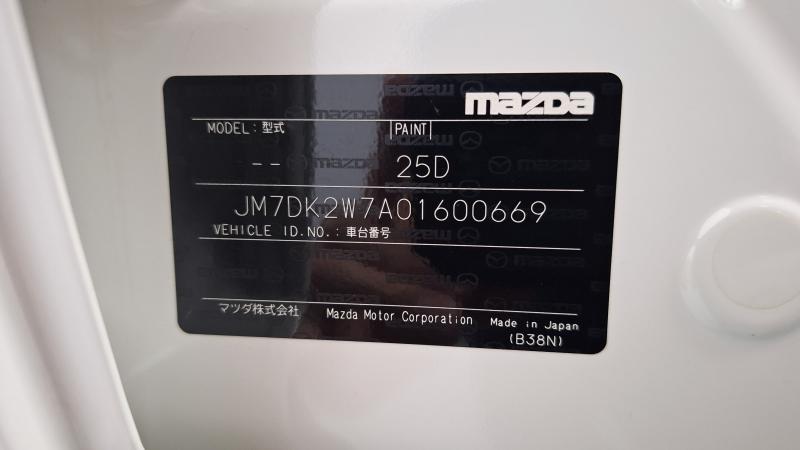 mazda
MODEL: 型式 PAINT
-- 25D
JM7DK2W7A01600669
VEHICLE ID.NO.: 車台番号
マツダ株式会社 Mazda Motor Corporation Made in Japan
(B38N)